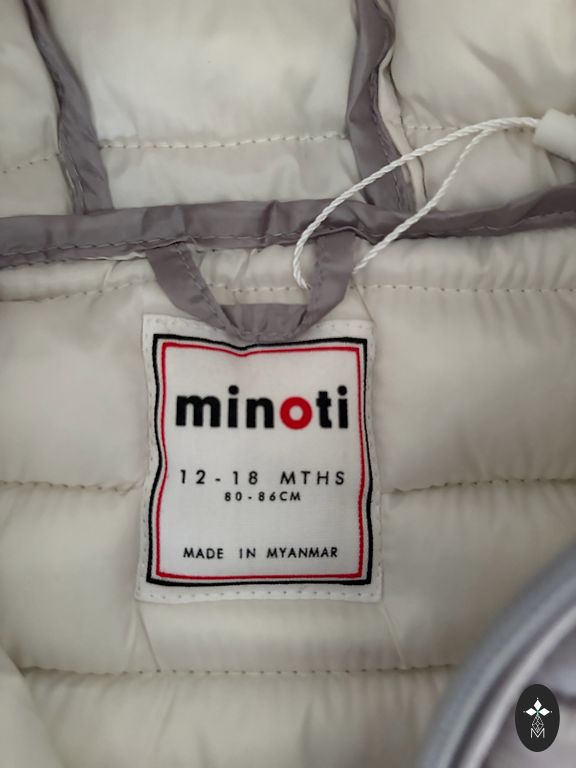 minoti
12 - 18 MTHS
80 - 86CM
MADE IN MYANMAR
M